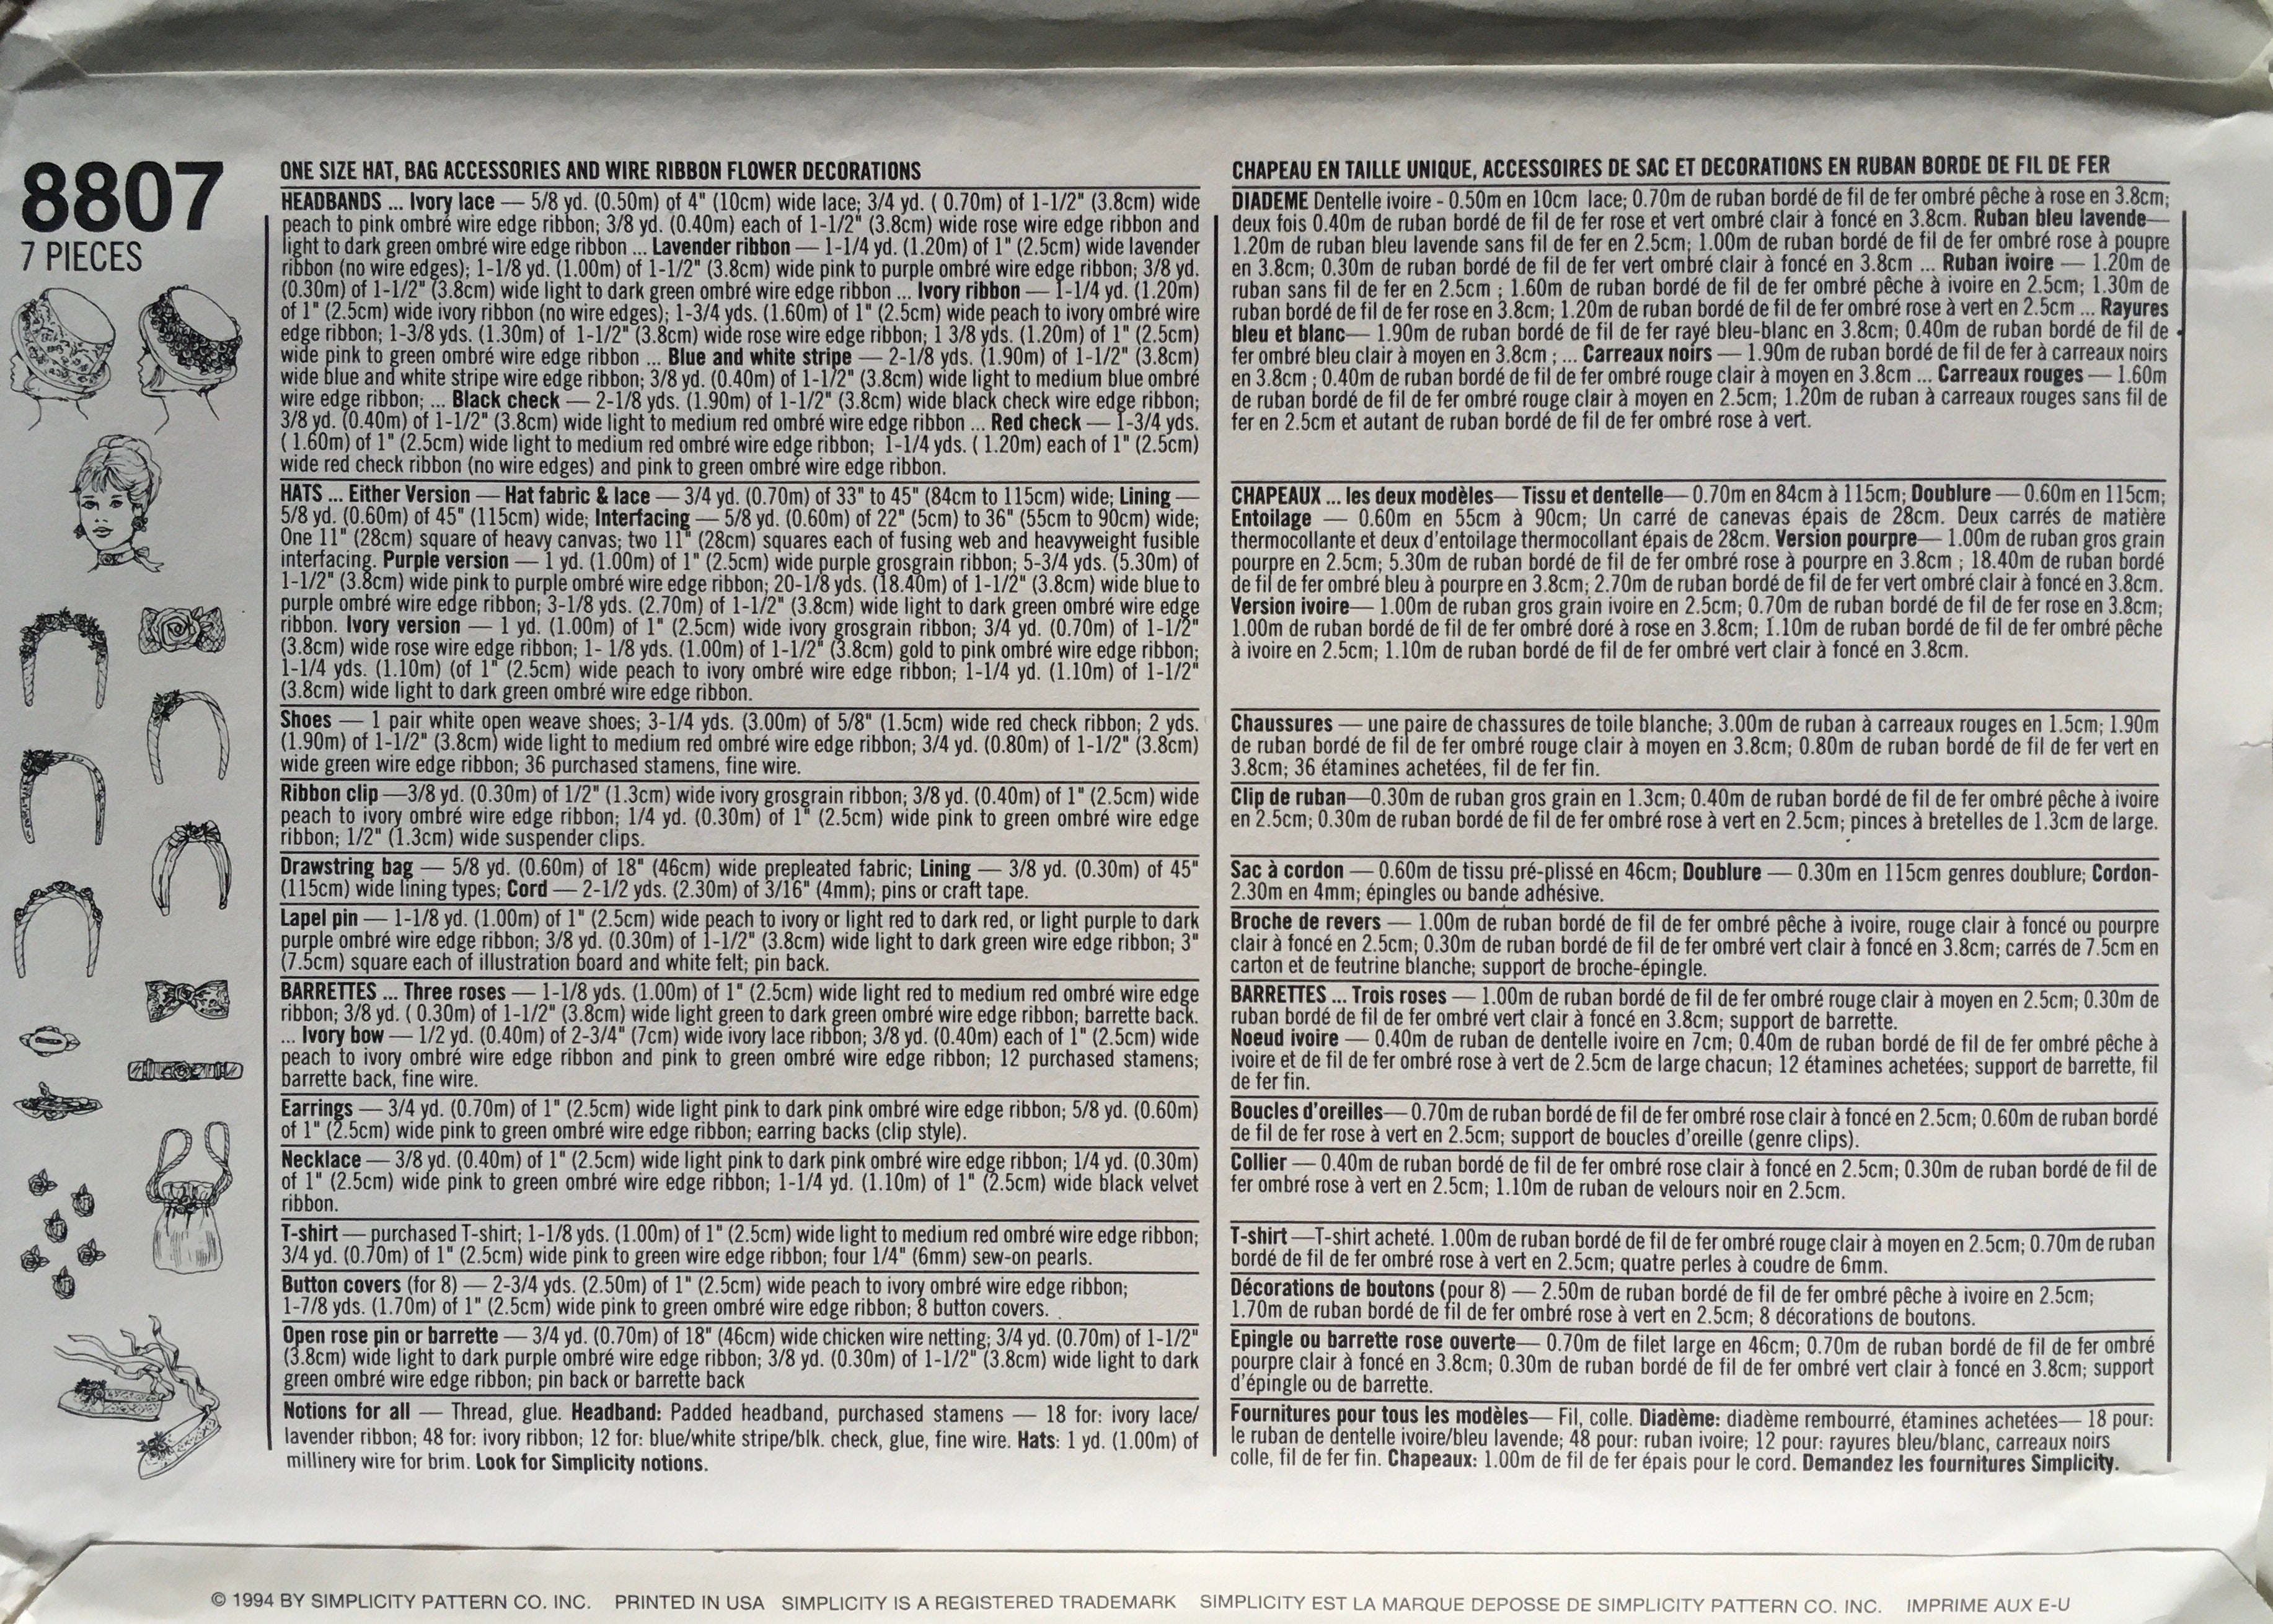 8807
7 PIECES
ONE SIZE HAT, BAG ACCESSORIES AND WIRE RIBBON FLOWER DECORATIONS
HEADBANDS ... Ivory lace — 5/8 yd. (0.50m) of 4" (10cm) wide lace; 3/4 yd. ( 0.70m) of 1-1/2" (3.8cm) wide
peach to pink ombré wire edge ribbon; 3/8 yd. (0.40m) each of 1-1/2" (3.8cm) wide rose wire edge ribbon and
light to dark green ombré wire edge ribbon ... Lavender ribbon — 1-1/4 yd. (1.20m) of 1" (2.5cm) wide lavender
ribbon (no wire edges); 1-1/8 yd. (1.00m) of 1-1/2" (3.8cm) wide pink to purple ombré wire edge ribbon; 3/8 yd.
(0.30m) of 1-1/2" (3.8cm) wide light to dark green ombré wire edge ribbon ... Ivory ribbon — 1-1/4 yd. (1.20m)
of 1" (2.5cm) wide ivory ribbon (no wire edges); 1-3/4 yds. (1.60m) of 1" (2.5cm) wide peach to ivory ombré wire
edge ribbon; 1-3/8 yds. (1.30m) of 1-1/2" (3.8cm) wide rose wire edge ribbon; 1 3/8 yds. (1.20m) of 1" (2.5cm)
wide pink to green ombré wire edge ribbon ... Blue and white stripe — 2-1/8 yds. (1.90m) of 1-1/2" (3.8cm)
wide blue and white stripe wire edge ribbon; 3/8 yd. (0.40m) of 1-1/2" (3.8cm) wide light to medium blue ombré
wire edge ribbon; ... Black check — 2-1/8 yds. (1.90m) of 1-1/2" (3.8cm) wide black check wire edge ribbon;
3/8 yd. (0.40m) of 1-1/2" (3.8cm) wide light to medium red ombré wire edge ribbon ... Red check — 1-3/4 yds.
( 1.60m) of 1" (2.5cm) wide light to medium red ombré wire edge ribbon; 1-1/4 yds. ( 1.20m) each of 1" (2.5cm)
wide red check ribbon (no wire edges) and pink to green ombré wire edge ribbon.
HATS ... Either Version — Hat fabric & lace — 3/4 yd. (0.70m) of 33" to 45" (84cm to 115cm) wide; Lining —
5/8 yd. (0.60m) of 45" (115cm) wide; Interfacing — 5/8 yd. (0.60m) of 22" (5cm) to 36" (55cm to 90cm) wide;
One 11" (28cm) square of heavy canvas; two 11" (28cm) squares each of fusing web and heavyweight fusible
interfacing. Purple version — 1 yd. (1.00m) of 1" (2.5cm) wide purple grosgrain ribbon; 5-3/4 yds. (5.30m) of
1-1/2" (3.8cm) wide pink to purple ombré wire edge ribbon; 20-1/8 yds. (18.40m) of 1-1/2" (3.8cm) wide blue to
purple ombré wire edge ribbon; 3-1/8 yds. (2.70m) of 1-1/2" (3.8cm) wide light to dark green ombré wire edge
ribbon. Ivory version — 1 yd. (1.00m) of 1" (2.5cm) wide ivory grosgrain ribbon; 3/4 yd. (0.70m) of 1-1/2"
(3.8cm) wide rose wire edge ribbon; 1- 1/8 yds. (1.00m) of 1-1/2" (3.8cm) gold to pink ombré wire edge ribbon;
1-1/4 yds. (1.10m) (of 1" (2.5cm) wide peach to ivory ombré wire edge ribbon; 1-1/4 yd. (1.10m) of 1-1/2"
(3.8cm) wide light to dark green ombré wire edge ribbon.
Shoes — 1 pair white open weave shoes; 3-1/4 yds. (3.00m) of 5/8" (1.5cm) wide red check ribbon; 2 yds.
(1.90m) of 1-1/2" (3.8cm) wide light to medium red ombré wire edge ribbon; 3/4 yd. (0.80m) of 1-1/2" (3.8cm)
wide green wire edge ribbon; 36 purchased stamens, fine wire.
Ribbon clip —3/8 yd. (0.30m) of 1/2" (1.3cm) wide ivory grosgrain ribbon; 3/8 yd. (0.40m) of 1" (2.5cm) wide
peach to ivory ombré wire edge ribbon; 1/4 yd. (0.30m) of 1" (2.5cm) wide pink to green ombré wire edge
ribbon; 1/2" (1.3cm) wide suspender clips.
Drawstring bag — 5/8 yd. (0.60m) of 18" (46cm) wide prepleated fabric; Lining — 3/8 yd. (0.30m) of 45"
(115cm) wide lining types; Cord — 2-1/2 yds. (2.30m) of 3/16" (4mm); pins or craft tape.
Lapel pin — 1-1/8 yd. (1.00m) of 1" (2.5cm) wide peach to ivory or light red to dark red, or light purple to dark
purple ombré wire edge ribbon; 3/8 yd. (0.30m) of 1-1/2" (3.8cm) wide light to dark green wire edge ribbon; 3"
(7.5cm) square each of illustration board and white felt; pin back.
BARRETTES ... Three roses — 1-1/8 yds. (1.00m) of 1" (2.5cm) wide light red to medium red ombré wire edge
ribbon; 3/8 yd. ( 0.30m) of 1-1/2" (3.8cm) wide light green to dark green ombré wire edge ribbon; barrette back.
... Ivory bow — 1/2 yd. (0.40m) of 2-3/4" (7cm) wide ivory lace ribbon; 3/8 yd. (0.40m) each of 1" (2.5cm) wide
peach to ivory ombré wire edge ribbon and pink to green ombré wire edge ribbon; 12 purchased stamens;
barrette back, fine wire.
Earrings — 3/4 yd. (0.70m) of 1" (2.5cm) wide light pink to dark pink ombré wire edge ribbon; 5/8 yd. (0.60m)
of 1" (2.5cm) wide pink to green ombré wire edge ribbon; earring backs (clip style).
Necklace — 3/8 yd. (0.40m) of 1" (2.5cm) wide light pink to dark pink ombré wire edge ribbon; 1/4 yd. (0.30m)
of 1" (2.5cm) wide pink to green ombré wire edge ribbon; 1-1/4 yd. (1.10m) of 1" (2.5cm) wide black velvet
ribbon.
T-shirt — purchased T-shirt; 1-1/8 yds. (1.00m) of 1" (2.5cm) wide light to medium red ombré wire edge ribbon;
3/4 yd. (0.70m) of 1" (2.5cm) wide pink to green wire edge ribbon; four 1/4" (6mm) sew-on pearls.
Button covers (for 8) — 2-3/4 yds. (2.50m) of 1" (2.5cm) wide peach to ivory ombré wire edge ribbon;
1-7/8 yds. (1.70m) of 1" (2.5cm) wide pink to green ombré wire edge ribbon; 8 button covers.
Open rose pin or barrette — 3/4 yd. (0.70m) of 18" (46cm) wide chicken wire netting; 3/4 yd. (0.70m) of 1-1/2"
(3.8cm) wide light to dark purple ombré wire edge ribbon; 3/8 yd. (0.30m) of 1-1/2" (3.8cm) wide light to dark
green ombré wire edge ribbon; pin back or barrette back
Notions for all — Thread, glue. Headband: Padded headband, purchased stamens — 18 for: ivory lace/
lavender ribbon; 48 for: ivory ribbon; 12 for: blue/white stripe/blk. check, glue, fine wire. Hats: 1 yd. (1.00m) of
millinery wire for brim. Look for Simplicity notions.
CHAPEAU EN TAILLE UNIQUE, ACCESSOIRES DE SAC ET DECORATIONS EN RUBAN BORDE DE FIL DE FER
DIADEME Dentelle ivoire - 0.50m en 10cm lace; 0.70m de ruban bordé de fil de fer ombré pêche à rose en 3.8cm;
deux fois 0.40m de ruban bordé de fil de fer rose et vert ombré clair à foncé en 3.8cm. Ruban bleu lavende—
1.20m de ruban bleu lavende sans fil de fer en 2.5cm; 1.00m de ruban bordé de fil de fer ombré rose à poupre
en 3.8cm; 0.30m de ruban bordé de fil de fer vert ombré clair à foncé en 3.8cm ... Ruban ivoire — 1.20m de
ruban sans fil de fer en 2.5cm ; 1.60m de ruban bordé de fil de fer ombré pêche à ivoire en 2.5cm; 1.30m de
ruban bordé de fil de fer rose en 3.8cm; 1.20m de ruban bordé de fil de fer ombré rose à vert en 2.5cm ... Rayures
bleu et blanc— 1.90m de ruban bordé de fil de fer rayé bleu-blanc en 3.8cm; 0.40m de ruban bordé de fil de
fer ombré bleu clair à moyen en 3.8cm ; ... Carreaux noirs — 1.90m de ruban bordé de fil de fer à carreaux noirs
en 3.8cm ; 0.40m de ruban bordé de fil de fer ombré rouge clair à moyen en 3.8cm ... Carreaux rouges — 1.60m
de ruban bordé de fil de fer ombré rouge clair à moyen en 2.5cm; 1.20m de ruban à carreaux rouges sans fil de
fer en 2.5cm et autant de ruban bordé de fil de fer ombré rose à vert.
CHAPEAUX ... les deux modèles— Tissu et dentelle— 0.70m en 84cm à 115cm; Doublure — 0.60m en 115cm;
Entoilage — 0.60m en 55cm à 90cm; Un carré de canevas épais de 28cm. Deux carrés de matière
thermocollante et deux d'entoilage thermocollant épais de 28cm. Version pourpre— 1.00m de ruban gros grain
pourpre en 2.5cm; 5.30m de ruban bordé de fil de fer ombré rose à pourpre en 3.8cm ; 18.40m de ruban bordé
de fil de fer ombré bleu à pourpre en 3.8cm; 2.70m de ruban bordé de fil de fer vert ombré clair à foncé en 3.8cm.
Version ivoire— 1.00m de ruban gros grain ivoire en 2.5cm; 0.70m de ruban bordé de fil de fer rose en 3.8cm;
1.00m de ruban bordé de fil de fer ombré doré à rose en 3.8cm; 1.10m de ruban bordé de fil de fer ombré pêche
à ivoire en 2.5cm; 1.10m de ruban bordé de fil de fer ombré vert clair à foncé en 3.8cm.
Chaussures — une paire de chassures de toile blanche; 3.00m de ruban à carreaux rouges en 1.5cm; 1.90m
de ruban bordé de fil de fer ombré rouge clair à moyen en 3.8cm; 0.80m de ruban bordé de fil de fer vert en
3.8cm; 36 étamines achetées, fil de fer fin.
Clip de ruban—0.30m de ruban gros grain en 1.3cm; 0.40m de ruban bordé de fil de fer ombré pêche à ivoire
en 2.5cm; 0.30m de ruban bordé de fil de fer ombré rose à vert en 2.5cm; pinces à bretelles de 1.3cm de large.
Sac à cordon — 0.60m de tissu pré-plissé en 46cm; Doublure — 0.30m en 115cm genres doublure; Cordon-
2.30m en 4mm; épingles ou bande adhésive.
Broche de revers — 1.00m de ruban bordé de fil de fer ombré pêche à ivoire, rouge clair à foncé ou pourpre
clair à foncé en 2.5cm; 0.30m de ruban bordé de fil de fer ombré vert clair à foncé en 3.8cm; carrés de 7.5cm en
carton et de feutrine blanche; support de broche-épingle.
BARRETTES ... Trois roses — 1.00m de ruban bordé de fil de fer ombré rouge clair à moyen en 2.5cm; 0.30m de
ruban bordé de fil de fer ombré vert clair à foncé en 3.8cm; support de barrette.
Noeud ivoire — 0.40m de ruban de dentelle ivoire en 7cm; 0.40m de ruban bordé de fil de fer ombré pêche à
ivoire et de fil de fer ombré rose à vert de 2.5cm de large chacun; 12 étamines achetées; support de barrette, fil
de fer fin.
Boucles d'oreilles— 0.70m de ruban bordé de fil de fer ombré rose clair à foncé en 2.5cm; 0.60m de ruban bordé
de fil de fer rose à vert en 2.5cm; support de boucles d'oreille (genre clips).
Collier — 0.40m de ruban bordé de fil de fer ombré rose clair à foncé en 2.5cm; 0.30m de ruban bordé de fil de
fer ombré rose à vert en 2.5cm; 1.10m de ruban de velours noir en 2.5cm.
T-shirt —T-shirt acheté. 1.00m de ruban bordé de fil de fer ombré rouge clair à moyen en 2.5cm; 0.70m de ruban
bordé de fil de fer ombré rose à vert en 2.5cm; quatre perles à coudre de 6mm.
Décorations de boutons (pour 8) — 2.50m de ruban bordé de fil de fer ombré pêche à ivoire en 2.5cm;
1.70m de ruban bordé de fil de fer ombré rose à vert en 2.5cm; 8 décorations de boutons.
Epingle ou barrette rose ouverte— 0.70m de filet large en 46cm; 0.70m de ruban bordé de fil de fer ombré
pourpre clair à foncé en 3.8cm; 0.30m de ruban bordé de fil de fer ombré vert clair à foncé en 3.8cm; support
d'épingle ou de barrette.
Fournitures pour tous les modèles— Fil, colle. Diadème: diadème rembourré, étamines achetées— 18 pour:
le ruban de dentelle ivoire/bleu lavende; 48 pour: ruban ivoire; 12 pour: rayures bleu/blanc, carreaux noirs
colle, fil de fer fin. Chapeaux: 1.00m de fil de fer épais pour le cord. Demandez les fournitures Simplicity.
© 1994 BY SIMPLICITY PATTERN CO. INC. PRINTED IN USA SIMPLICITY IS A REGISTERED TRADEMARK SIMPLICITY EST LA MARQUE DEPOSSE DE SIMPLICITY PATTERN CO. INC. IMPRIME AUX E-U